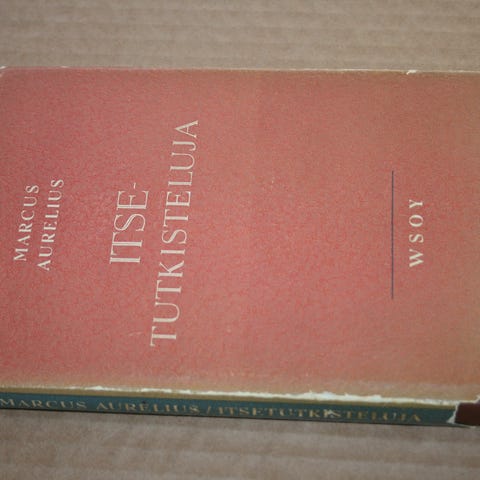 MARCUS
AURELIUS
ITSE-
TUTKISTELUJA
WSOY
MARCUS AURELIUS / ITSETUTKISTELUJA